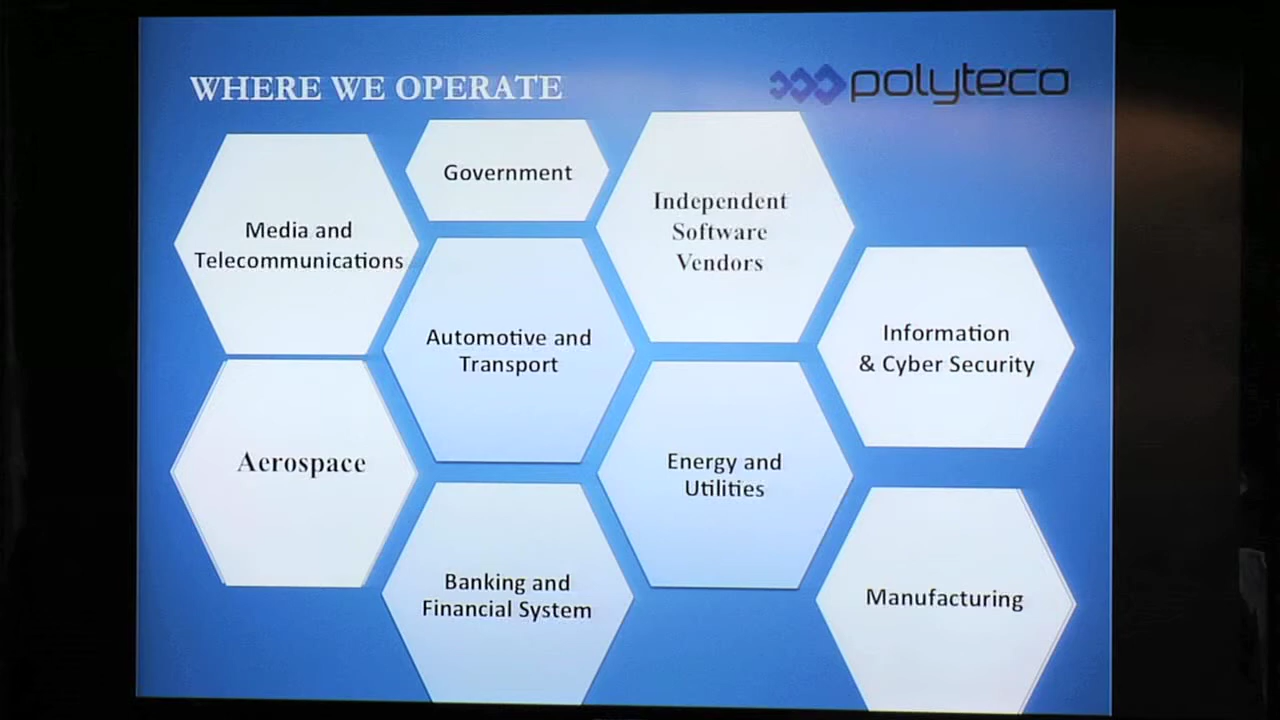 WHERE WE OPERATE
polyteco
Government
Independent
Software
Vendors
Media and
Telecommunications
Automotive and
Transport
Information
& Cyber Security
Aerospace
Energy and
Utilities
Banking and
Financial System
Manufacturing